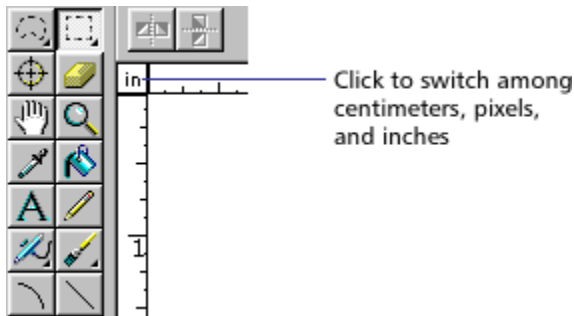 in
Click to switch among
centimeters, pixels,
and inches
A
1